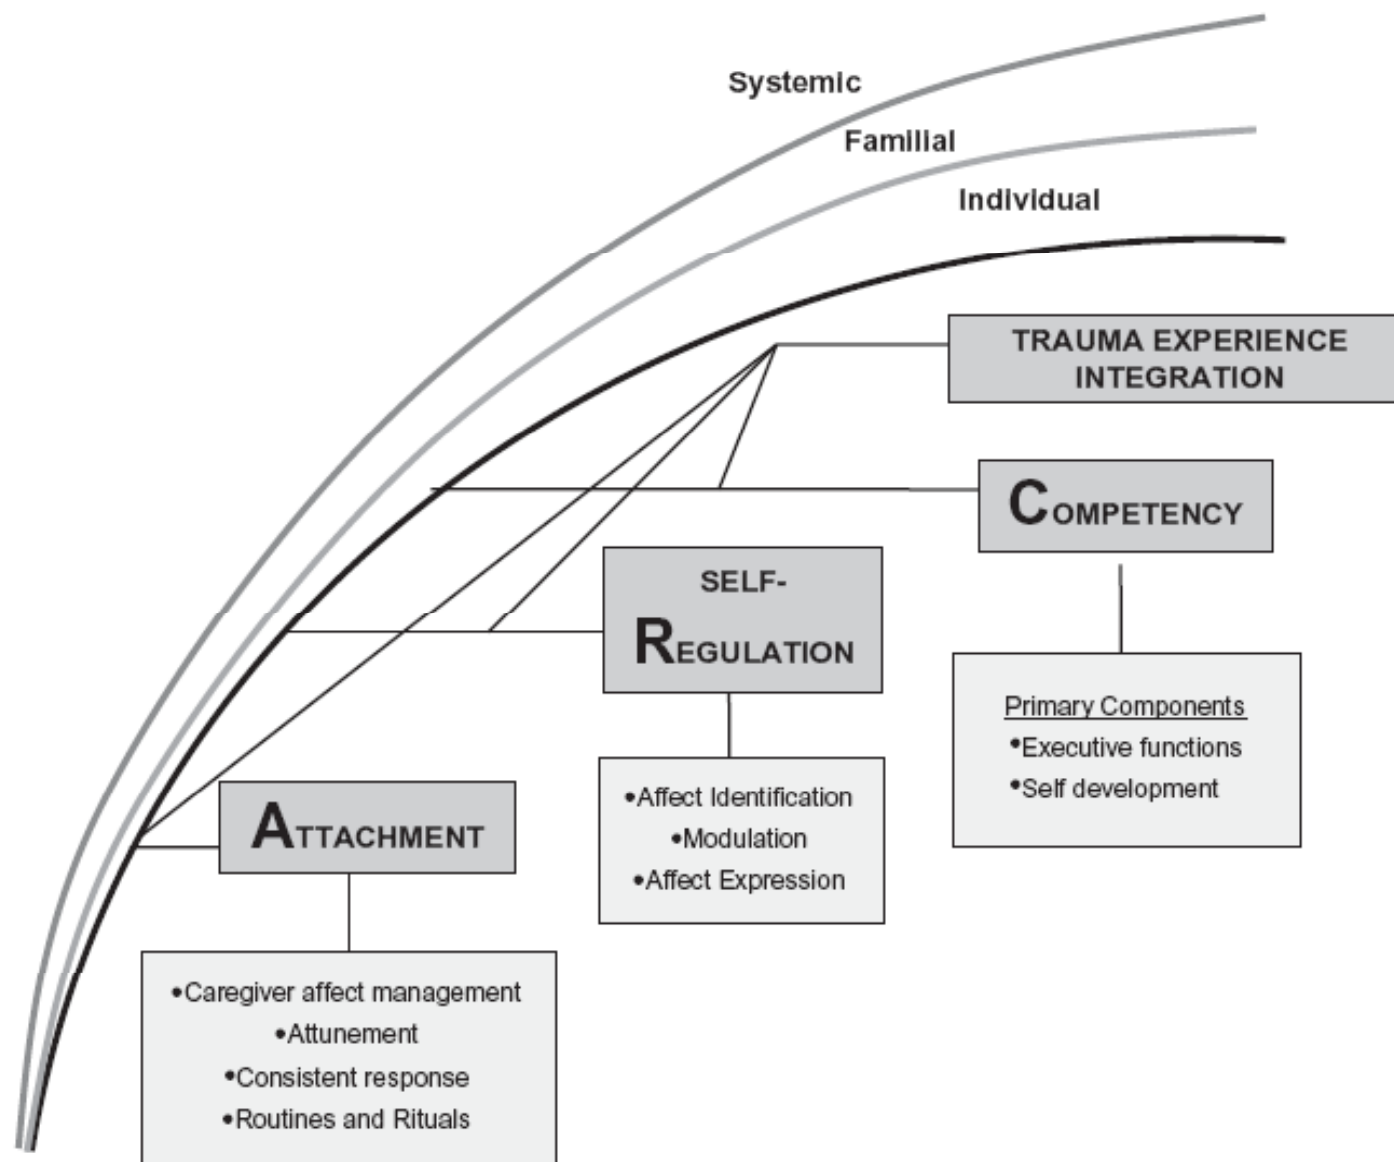 Systemic
Familial
Individual
TRAUMA EXPERIENCE
INTEGRATION
COMPETENCY
Primary Components
•Executive functions
•Self development
SELF-
REGULATION
•Affect Identification
•Modulation
•Affect Expression
ATTACHMENT
•Caregiver affect management
•Attunement
•Consistent response
•Routines and Rituals